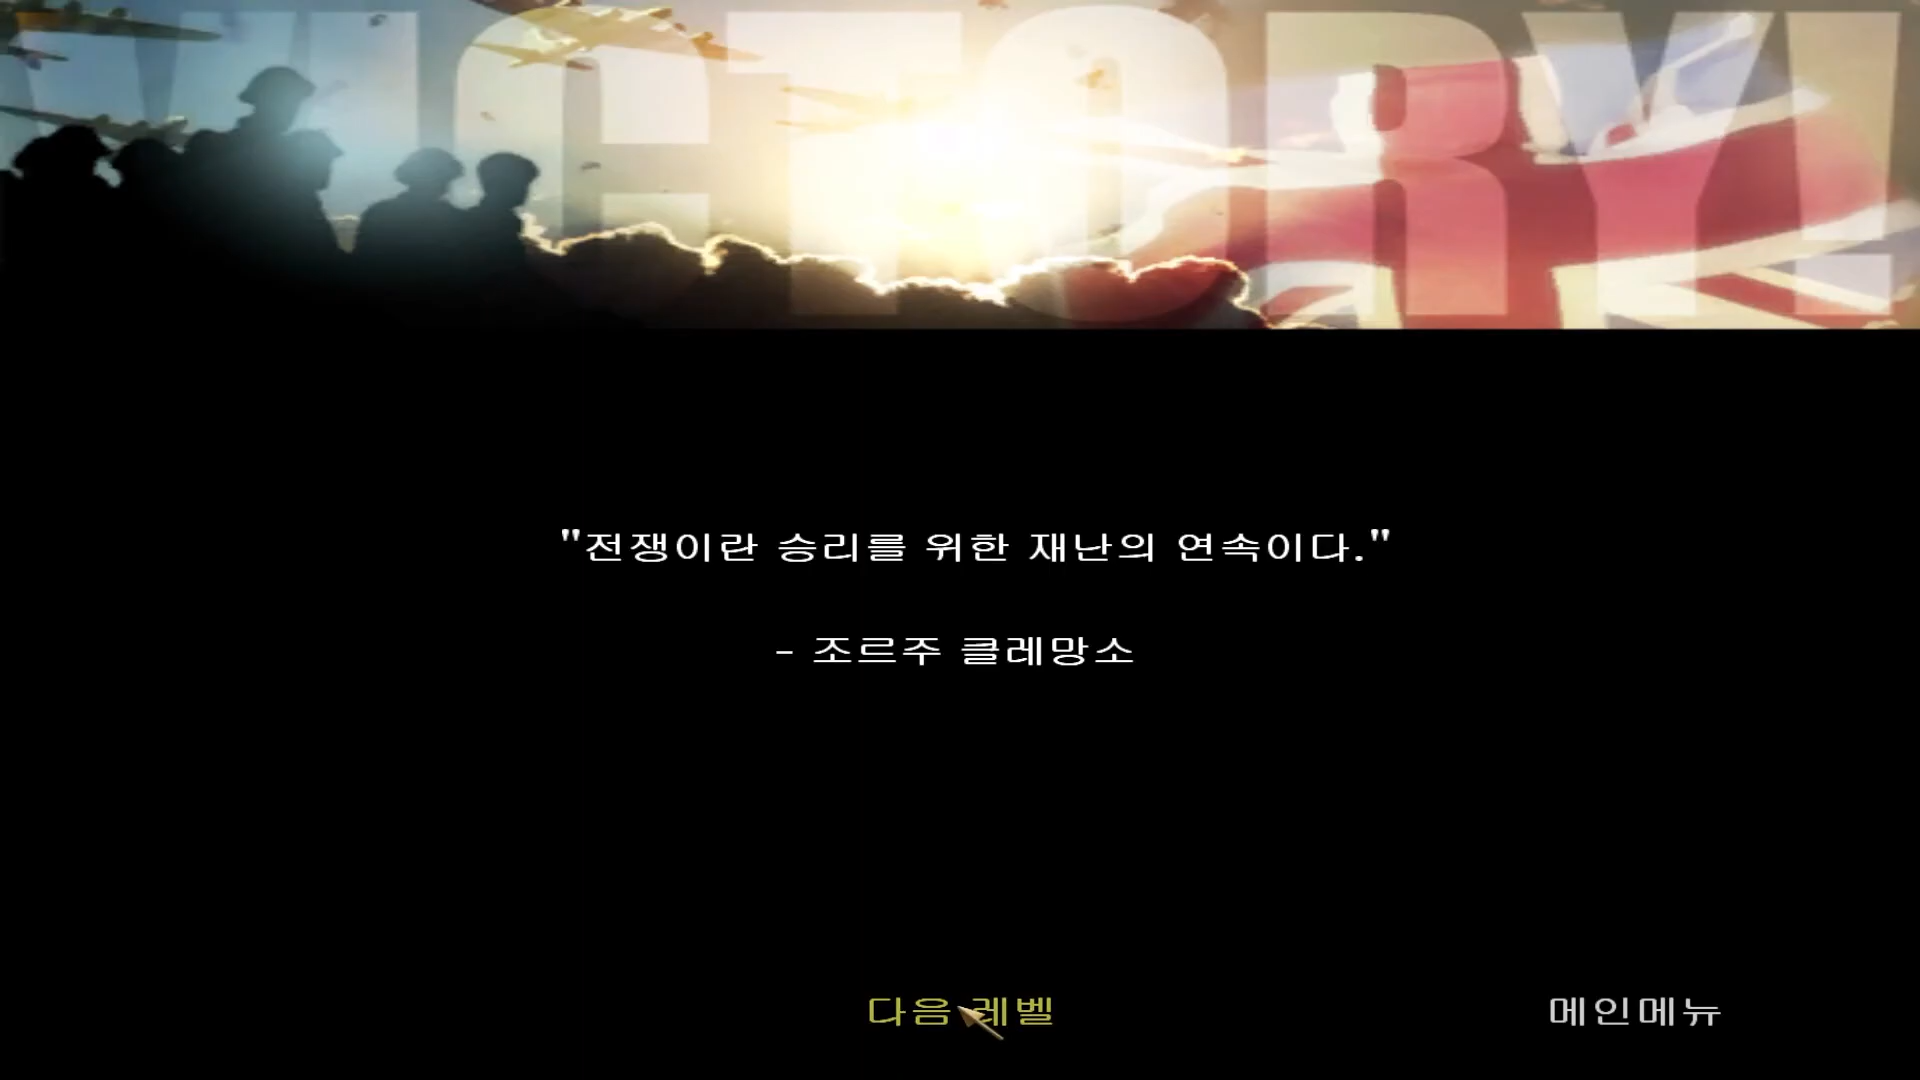 VICTORY!
"전쟁이란 승리를 위한 재난의 연속이다."
- 조르주 클레망소
다음 레벨
메인메뉴